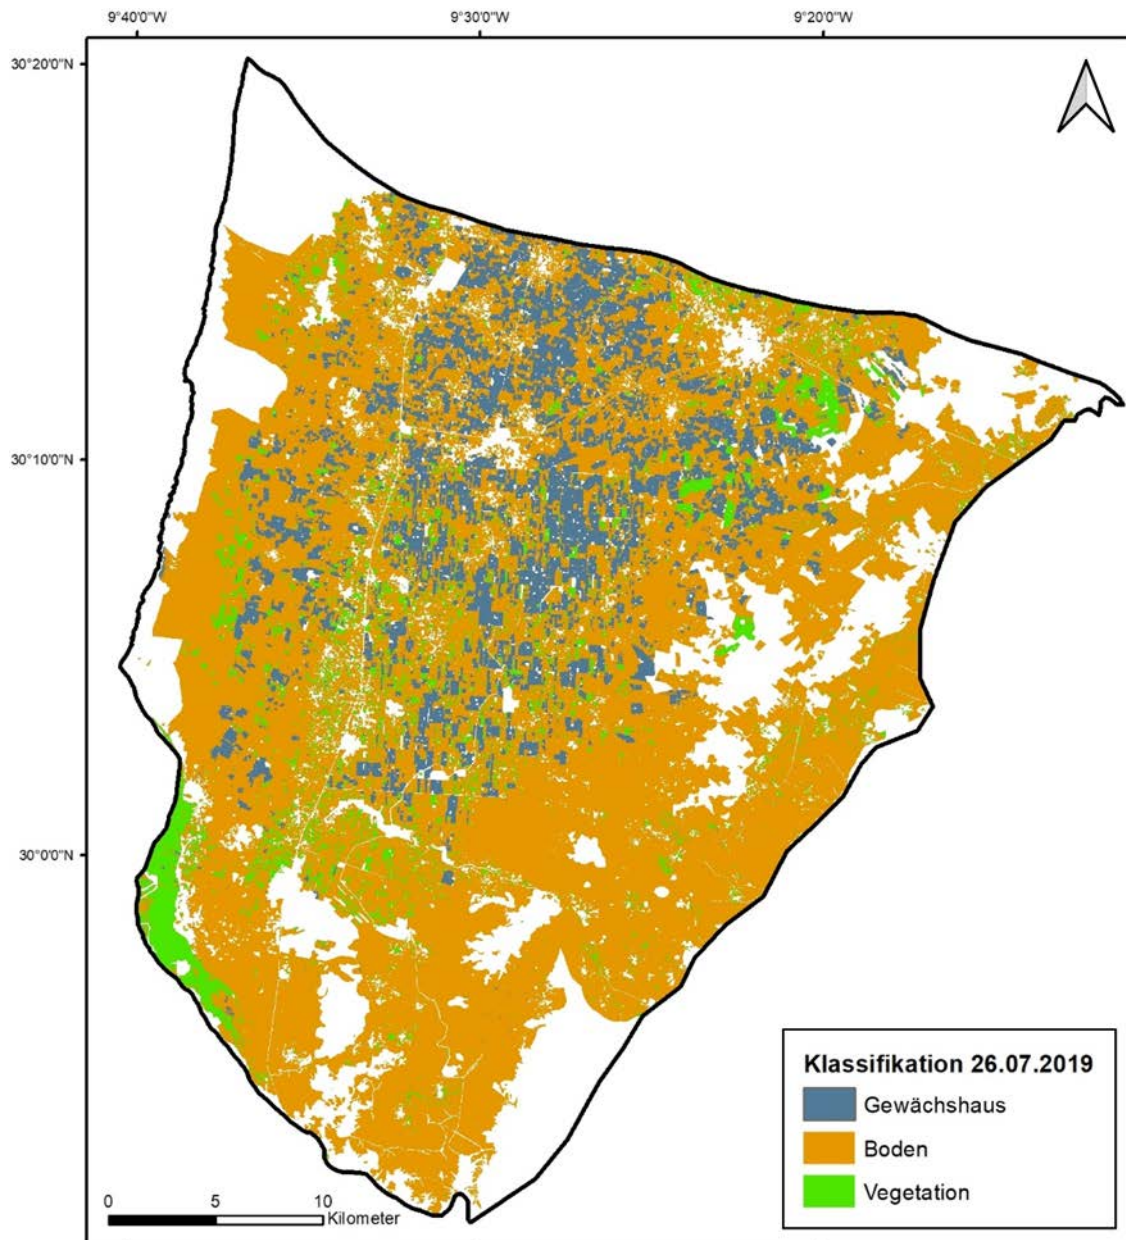 9°40'0"W 9°30'0"W 9°20'0"W
30°20'0"N
30°10'0"N
30°0'0"N
Klassifikation 26.07.2019
Gewächshaus
Boden
Vegetation
0 5 10
Kilometer